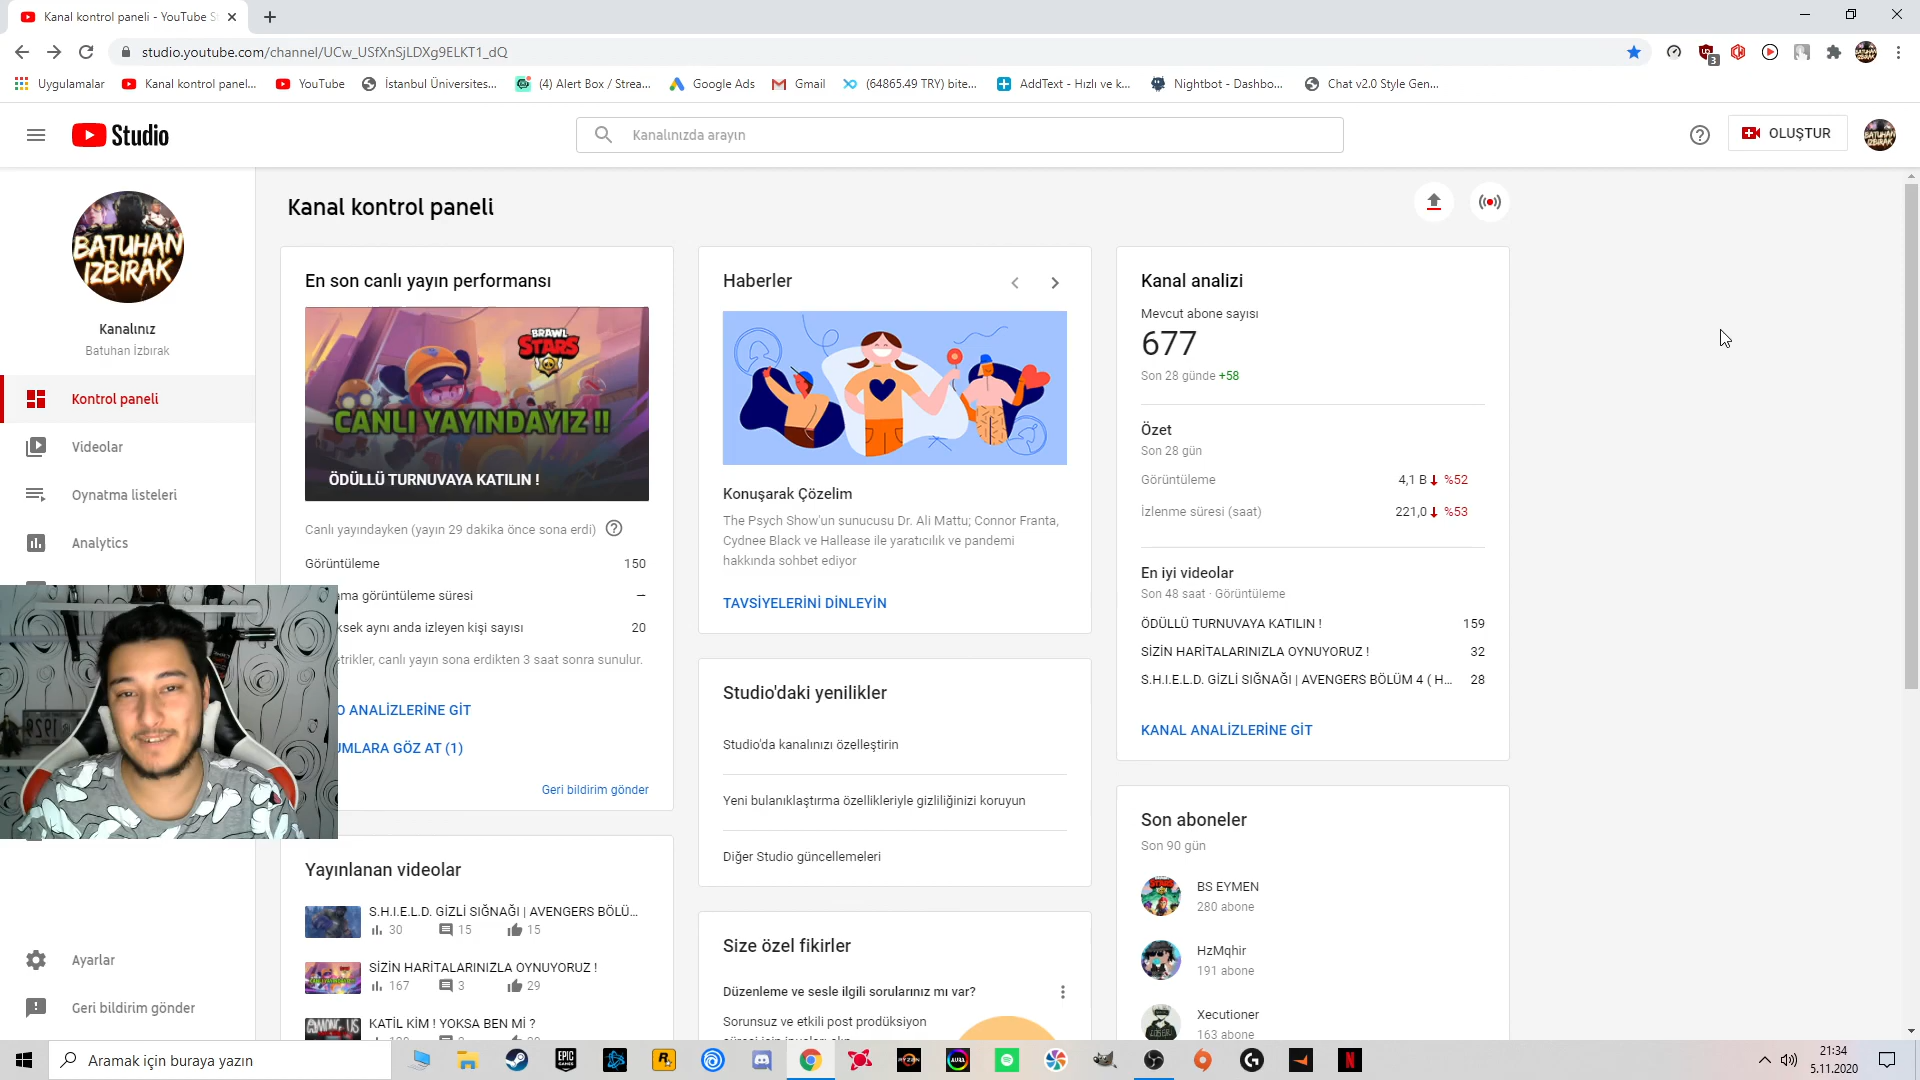 Kanal kontrol paneli - YouTube S
studio.youtube.com/channel/UCw_USfXnSjLDXg9ELKT1_dQ
3
Uygulamalar
Kanal kontrol panel...
YouTube
İstanbul Üniversites...
(4) Alert Box / Strea...
Google Ads
Gmail
(64865.49 TRY) bite...
AddText - Hızlı ve k...
Nightbot - Dashbo...
Chat v2.0 Style Gen...
Studio
Kanalınızda arayın
OLUŞTUR
BATUHAN
IZBIRAK
Kanalınız
Batuhan İzbırak
Kontrol paneli
Videolar
Oynatma listeleri
Analytics
Ayarlar
Geri bildirim gönder
Kanal kontrol paneli
En son canlı yayın performansı
BRAWL
STARS
CANLI YAYINDAYIZ !!
ÖDÜLLÜ TURNUVAYA KATILIN !
Canlı yayındayken (yayın 29 dakika önce sona erdi)
Görüntüleme 150
ama görüntüleme süresi –
ksek aynı anda izleyen kişi sayısı 20
etrikler, canlı yayın sona erdikten 3 saat sonra sunulur.
O ANALİZLERİNE GİT
UMLARA GÖZ AT (1)
Geri bildirim gönder
Yayınlanan videolar
S.H.I.E.L.D. GİZLİ SIĞNAĞI | AVENGERS BÖLÜ...
30 15 15
SİZİN HARİTALARINIZLA OYNUYORUZ !
167 3 29
AMONG US
KATİL KİM ! YOKSA BEN Mİ ?
Haberler
Konuşarak Çözelim
The Psych Show'un sunucusu Dr. Ali Mattu; Connor Franta,
Cydnee Black ve Hallease ile yaratıcılık ve pandemi
hakkında sohbet ediyor
TAVSİYELERİNİ DİNLEYİN
Studio'daki yenilikler
Studio'da kanalınızı özelleştirin
Yeni bulanıklaştırma özellikleriyle gizliliğinizi koruyun
Diğer Studio güncellemeleri
Size özel fikirler
Düzenleme ve sesle ilgili sorularınız mı var?
Sorunsuz ve etkili post prodüksiyon
Kanal analizi
Mevcut abone sayısı
677
Son 28 günde +58
Özet
Son 28 gün
Görüntüleme 4,1 B %52
İzlenme süresi (saat) 221,0 %53
En iyi videolar
Son 48 saat · Görüntüleme
ÖDÜLLÜ TURNUVAYA KATILIN ! 159
SİZİN HARİTALARINIZLA OYNUYORUZ ! 32
S.H.I.E.L.D. GİZLİ SIĞNAĞI | AVENGERS BÖLÜM 4 ( H... 28
KANAL ANALİZLERİNE GİT
Son aboneler
Son 90 gün
BS EYMEN
280 abone
HzMqhir
191 abone
Xecutioner
163 abone
Aramak için buraya yazın
EPIC
GAMES
RYZEN
AURA
21:34
5.11.2020